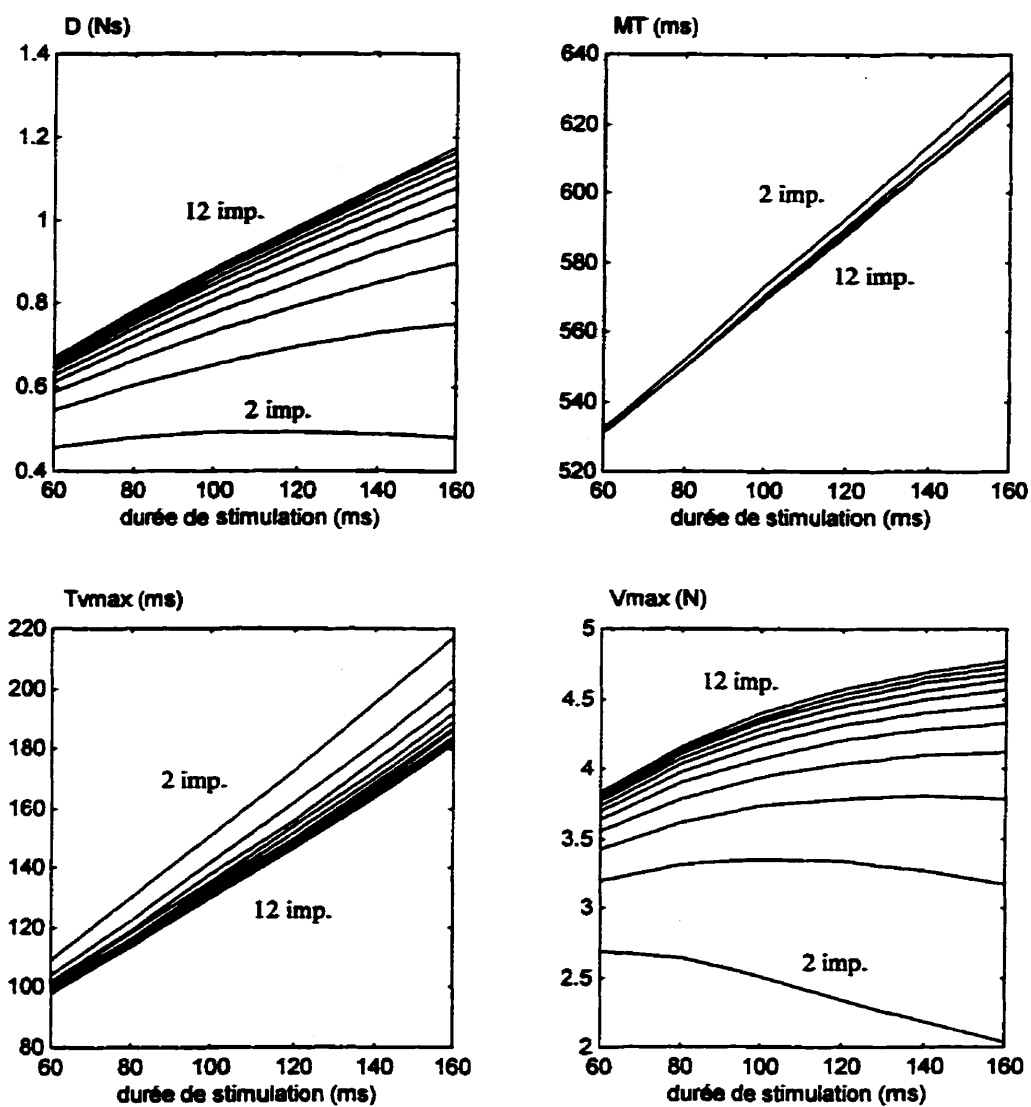 D (Ns)
1.4
1.2
1
0.8
0.6
0.4
12 imp.
2 imp.
60 80 100 120 140 160
durée de stimulation (ms)
MT (ms)
640
620
600
580
560
540
520
2 imp.
12 imp.
60 80 100 120 140 160
durée de stimulation (ms)
Tvmax (ms)
220
200
180
160
140
120
100
80
2 imp.
12 imp.
60 80 100 120 140 160
durée de stimulation (ms)
Vmax (N)
5
4.5
4
3.5
3
2.5
2
12 imp.
2 imp.
60 80 100 120 140 160
durée de stimulation (ms)